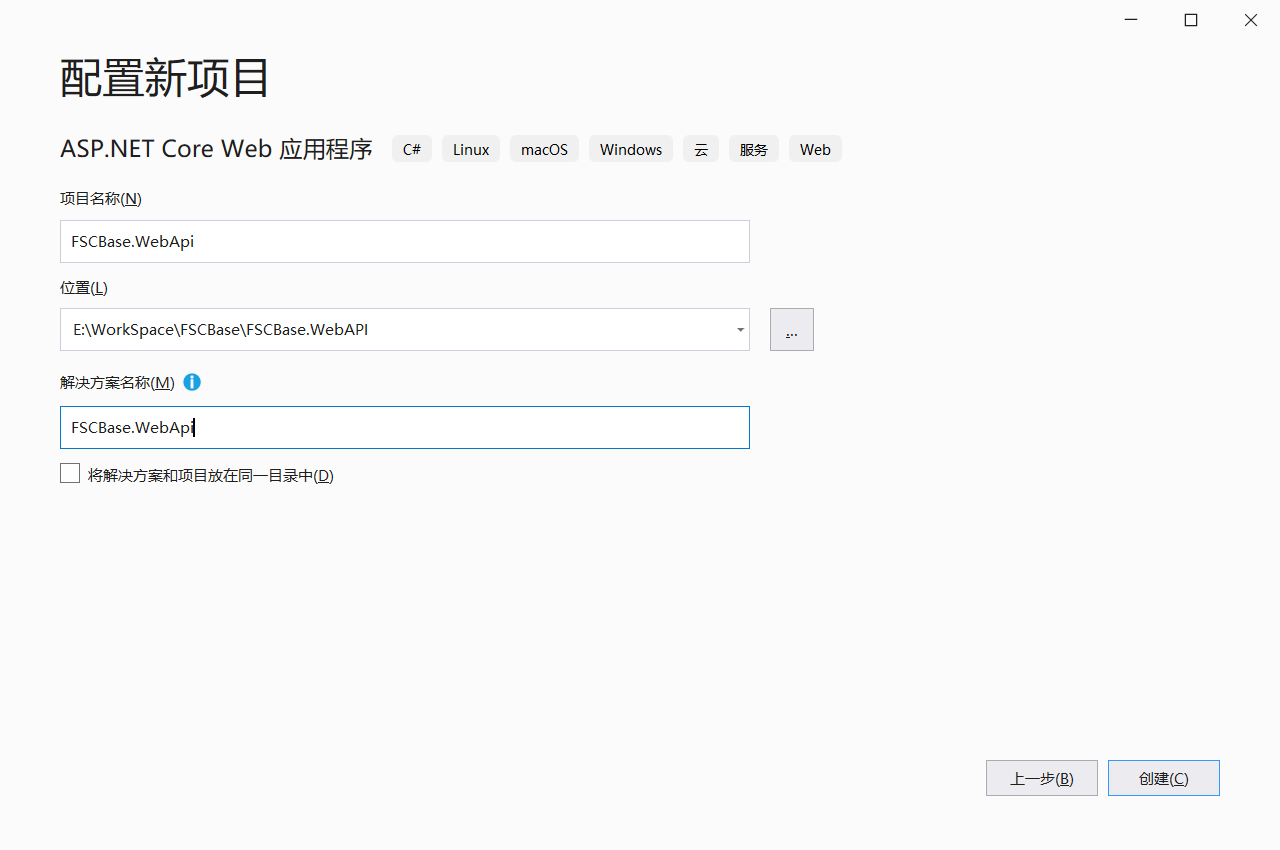 配置新项目
ASP.NET Core Web 应用程序 C# Linux macOS Windows 云 服务 Web
项目名称(N)
FSCBase.WebApi
位置(L)
E:\WorkSpace\FSCBase\FSCBase.WebAPI
...
解决方案名称(M)
FSCBase.WebApi
将解决方案和项目放在同一目录中(D)
上一步(B) 创建(C)